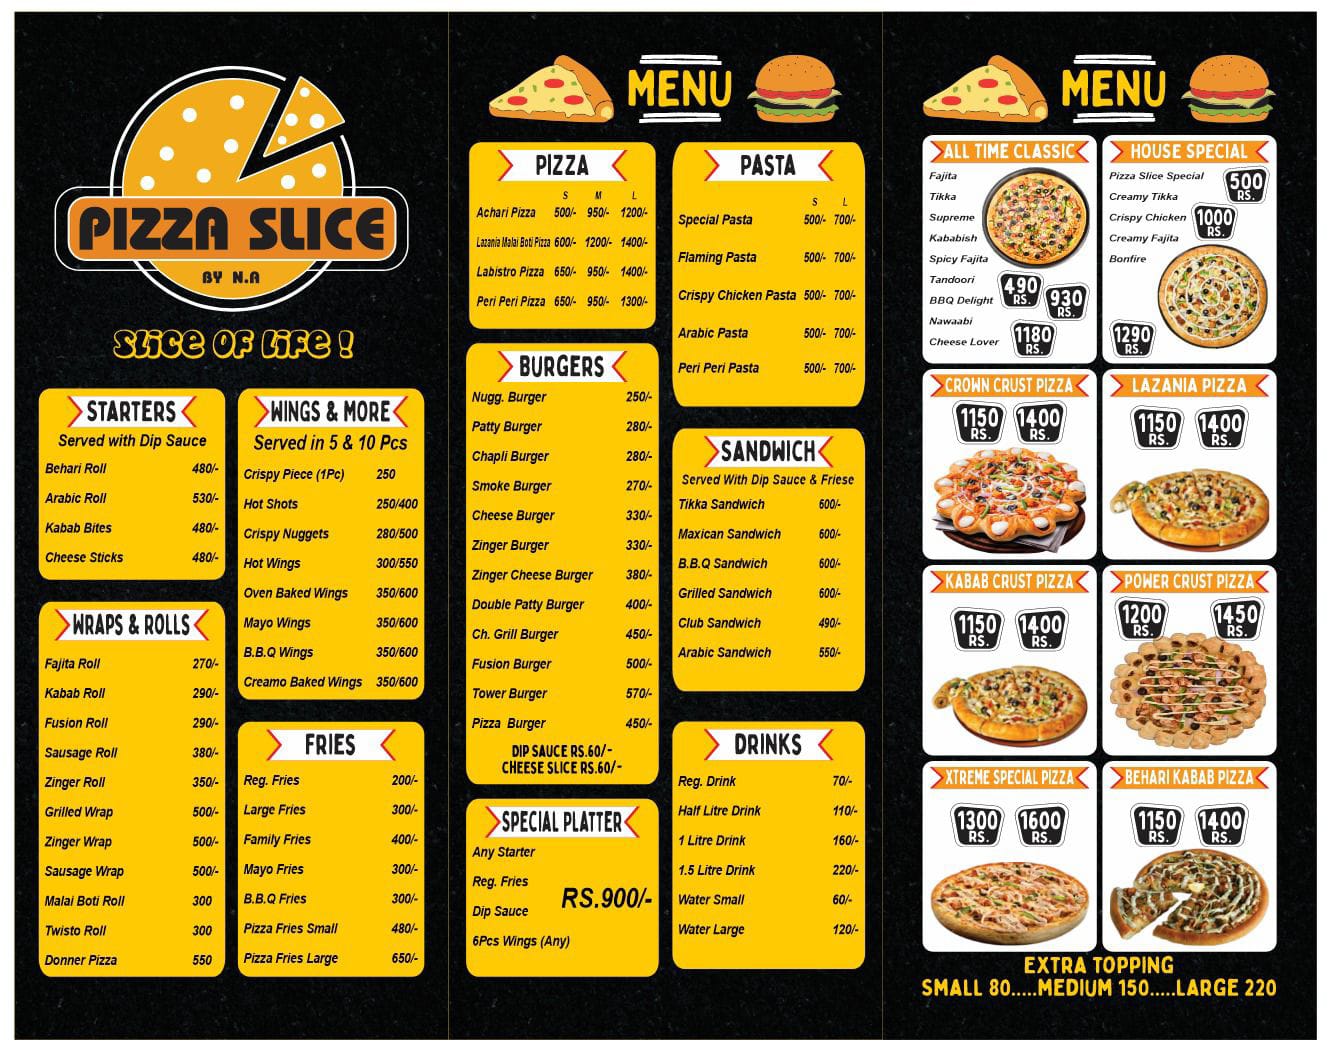 PIZZA SLICE
BY N.A
SLICE OF LIFE !
STARTERS
Served with Dip Sauce
Behari Roll 480/-
Arabic Roll 530/-
Kabab Bites 480/-
Cheese Sticks 480/-
WRAPS & ROLLS
Fajita Roll 270/-
Kabab Roll 290/-
Fusion Roll 290/-
Sausage Roll 380/-
Zinger Roll 350/-
Grilled Wrap 500/-
Zinger Wrap 500/-
Sausage Wrap 500/-
Malai Boti Roll 300
Twisto Roll 300
Donner Pizza 550
WINGS & MORE
Served in 5 & 10 Pcs
Crispy Piece (1Pc) 250
Hot Shots 250/400
Crispy Nuggets 280/500
Hot Wings 300/550
Oven Baked Wings 350/600
Mayo Wings 350/600
B.B.Q Wings 350/600
Creamo Baked Wings 350/600
FRIES
Reg. Fries 200/-
Large Fries 300/-
Family Fries 400/-
Mayo Fries 300/-
B.B.Q Fries 300/-
Pizza Fries Small 480/-
Pizza Fries Large 650/-
MENU
PIZZA
S M L
Achari Pizza 500/- 950/- 1200/-
Lazania Malai Boti Pizza 600/- 1200/- 1400/-
Labistro Pizza 650/- 950/- 1400/-
Peri Peri Pizza 650/- 950/- 1300/-
BURGERS
Nugg. Burger 250/-
Patty Burger 280/-
Chapli Burger 280/-
Smoke Burger 270/-
Cheese Burger 330/-
Zinger Burger 330/-
Zinger Cheese Burger 380/-
Double Patty Burger 400/-
Ch. Grill Burger 450/-
Fusion Burger 500/-
Tower Burger 570/-
Pizza Burger 450/-
DIP SAUCE RS.60/-
CHEESE SLICE RS.60/-
SPECIAL PLATTER
Any Starter
Reg. Fries
Dip Sauce
6Pcs Wings (Any)
RS.900/-
PASTA
S L
Special Pasta 500/- 700/-
Flaming Pasta 500/- 700/-
Crispy Chicken Pasta 500/- 700/-
Arabic Pasta 500/- 700/-
Peri Peri Pasta 500/- 700/-
SANDWICH
Served With Dip Sauce & Friese
Tikka Sandwich 600/-
Maxican Sandwich 600/-
B.B.Q Sandwich 600/-
Grilled Sandwich 600/-
Club Sandwich 490/-
Arabic Sandwich 550/-
DRINKS
Reg. Drink 70/-
Half Litre Drink 110/-
1 Litre Drink 160/-
1.5 Litre Drink 220/-
Water Small 60/-
Water Large 120/-
MENU
ALL TIME CLASSIC
Fajita
Tikka
Supreme
Kababish
Spicy Fajita
Tandoori
BBQ Delight
Nawaabi
Cheese Lover
490 RS.
930 RS.
1180 RS.
HOUSE SPECIAL
Pizza Slice Special
Creamy Tikka
Crispy Chicken
Creamy Fajita
Bonfire
500 RS.
1000 RS.
1290 RS.
CROWN CRUST PIZZA
1150 RS.
1400 RS.
LAZANIA PIZZA
1150 RS.
1400 RS.
KABAB CRUST PIZZA
1150 RS.
1400 RS.
POWER CRUST PIZZA
1200 RS.
1450 RS.
XTREME SPECIAL PIZZA
1300 RS.
1600 RS.
BEHARI KABAB PIZZA
1150 RS.
1400 RS.
EXTRA TOPPING
SMALL 80.....MEDIUM 150.....LARGE 220